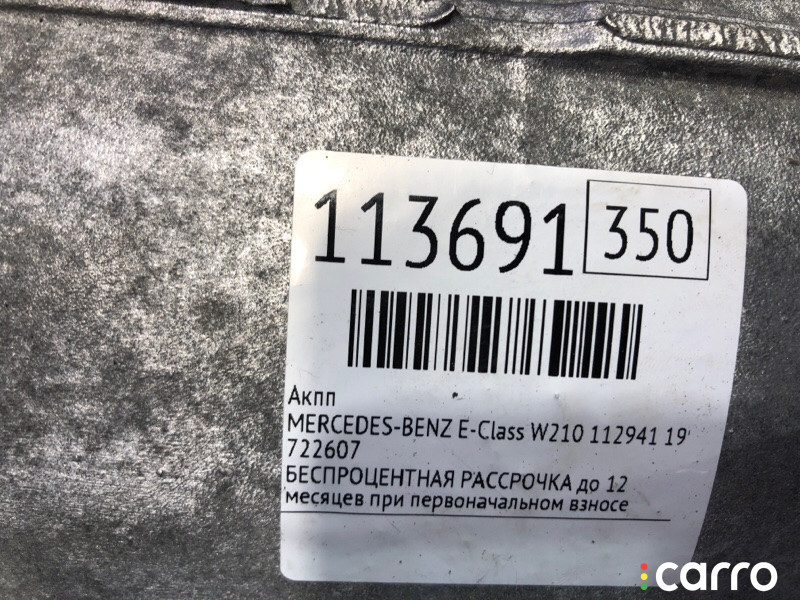 113691 350
Акпп
MERCEDES-BENZ E-Class W210 112941 19
722607
БЕСПРОЦЕНТНАЯ РАССРОЧКА до 12
месяцев при первоначальном взносе
carro